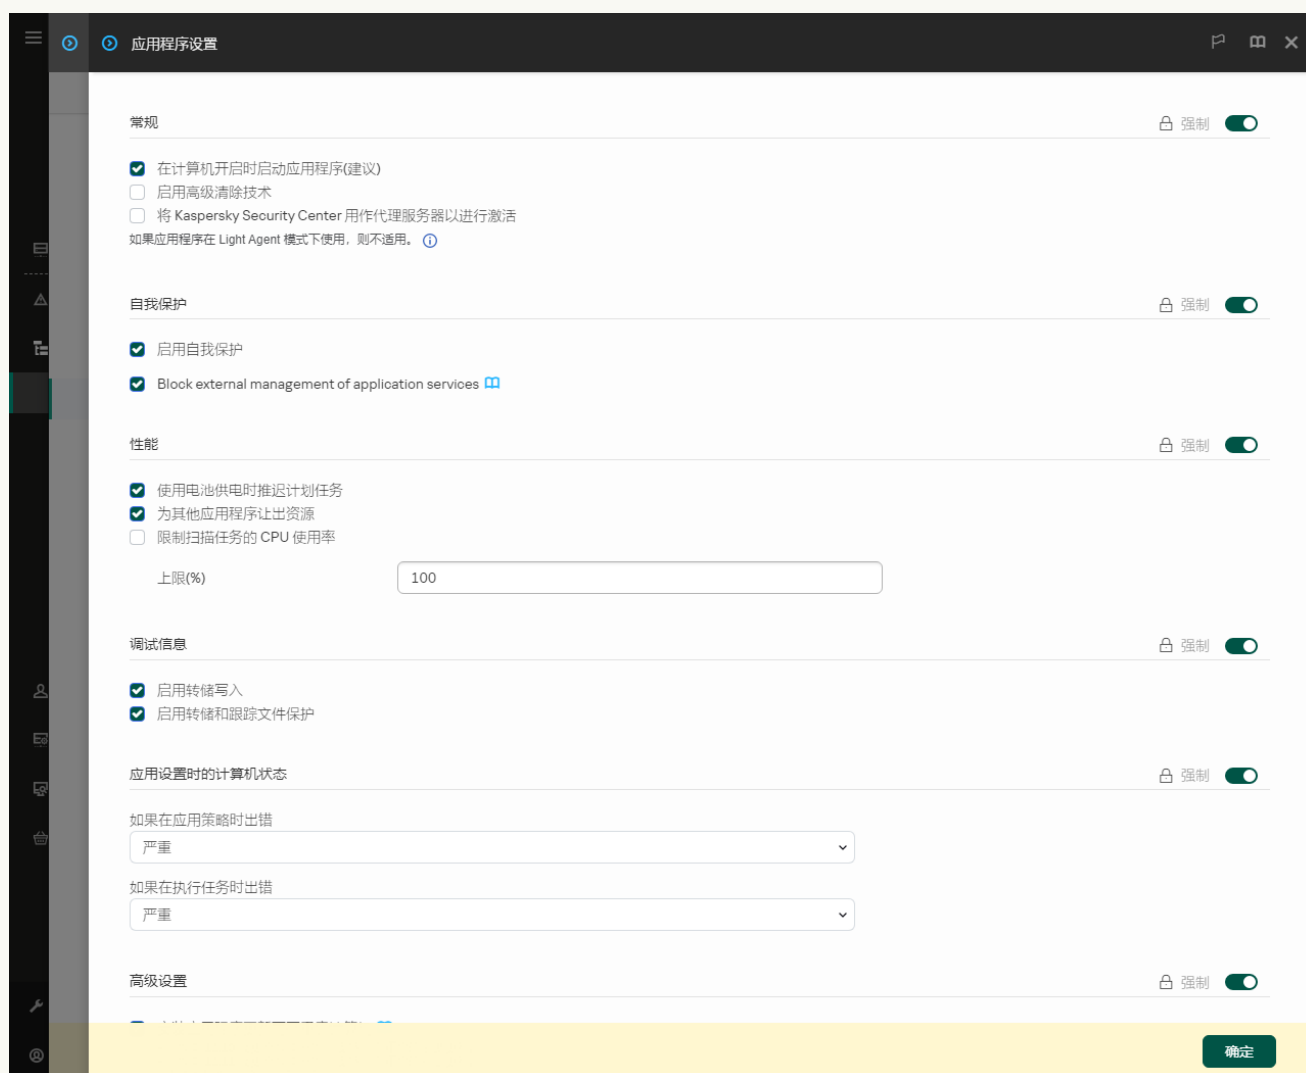 应用程序设置
常规
强制
在计算机开启时启动应用程序(建议)
启用高级清除技术
将 Kaspersky Security Center 用作代理服务器以进行激活
如果应用程序在 Light Agent 模式下使用，则不适用。
自我保护
强制
启用自我保护
Block external management of application services
性能
强制
使用电池供电时推迟计划任务
为其他应用程序让出资源
限制扫描任务的 CPU 使用率
上限(%)
100
调试信息
强制
启用转储写入
启用转储和跟踪文件保护
应用设置时的计算机状态
强制
如果在应用策略时出错
严重
如果在执行任务时出错
严重
高级设置
强制
确定